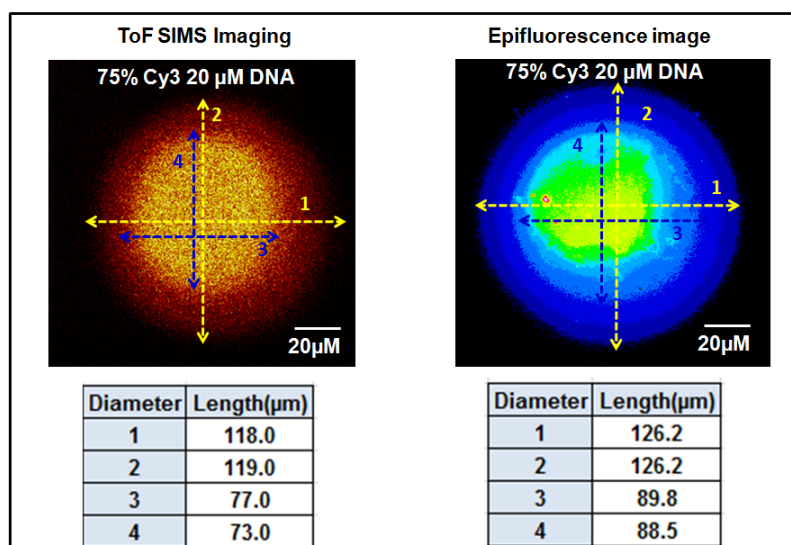 ToF SIMS Imaging
75% Cy3 20 µM DNA
2
4
1
3
20µM
Diameter Length(µm)
1 118.0
2 119.0
3 77.0
4 73.0
Epifluorescence image
75% Cy3 20 µM DNA
2
4
1
3
20µM
Diameter Length(µm)
1 126.2
2 126.2
3 89.8
4 88.5